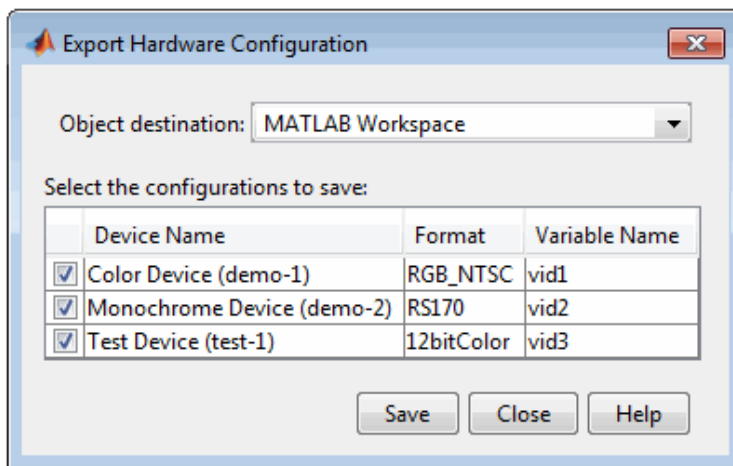 Export Hardware Configuration
Object destination: MATLAB Workspace
Select the configurations to save:
Device Name Format Variable Name
Color Device (demo-1) RGB_NTSC vid1
Monochrome Device (demo-2) RS170 vid2
Test Device (test-1) 12bitColor vid3
Save Close Help